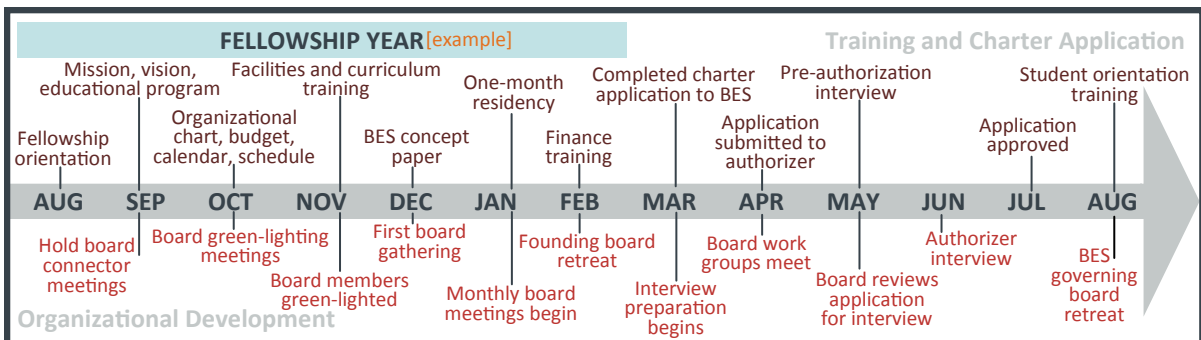 FELLOWSHIP YEAR [example]
Training and Charter Application
Mission, vision,
educational program
Facilities and curriculum
training
One-month
residency
Completed charter
application to BES
Pre-authorization
interview
Student orientation
training
Fellowship
orientation
Organizational
chart, budget,
calendar, schedule
BES concept
paper
Finance
training
Application
submitted to
authorizer
Application
approved
AUG SEP OCT NOV DEC JAN FEB MAR APR MAY JUN JUL AUG
Hold board
connector
meetings
Board green-lighting
meetings
Board members
green-lighted
First board
gathering
Monthly board
meetings begin
Founding board
retreat
Interview
preparation
begins
Board work
groups meet
Board reviews
application
for interview
Authorizer
interview
BES
governing
board
retreat
Organizational Development